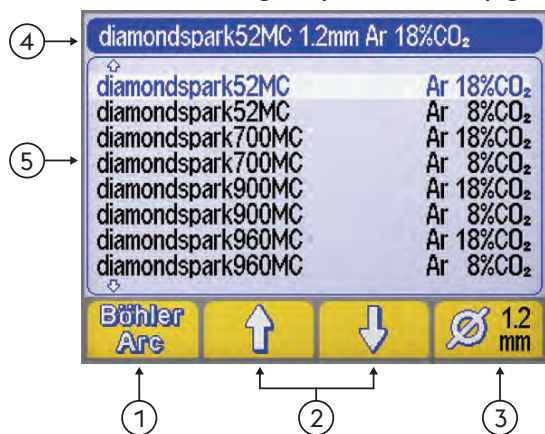 4
diamondspark52MC 1.2mm Ar 18%CO₂
diamondspark52MC Ar 18%CO₂
diamondspark52MC Ar 8%CO₂
5
diamondspark700MC Ar 18%CO₂
diamondspark700MC Ar 8%CO₂
diamondspark900MC Ar 18%CO₂
diamondspark900MC Ar 8%CO₂
diamondspark960MC Ar 18%CO₂
diamondspark960MC Ar 8%CO₂
Böhler
Arc
Ø 1.2
mm
1
2
3